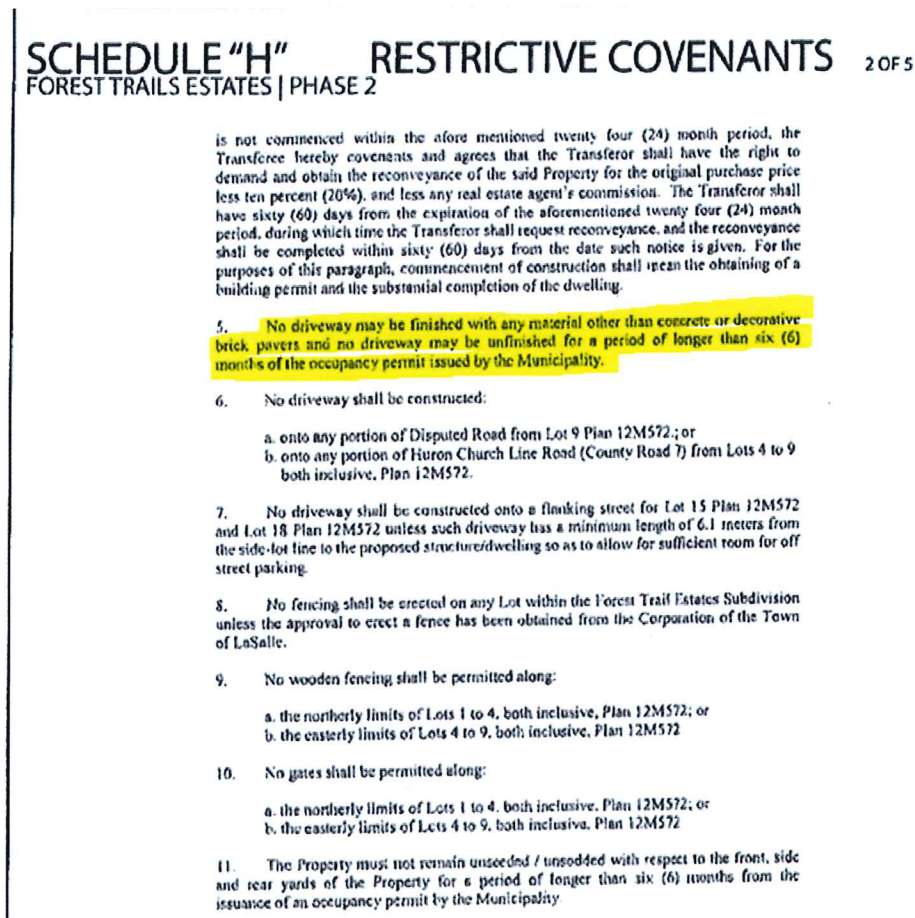 SCHEDULE "H" RESTRICTIVE COVENANTS 2 OF 5
FOREST TRAILS ESTATES | PHASE 2
is not commenced within the afore mentioned twenty four (24) month period, the
Transferee hereby covenants and agrees that the Transferor shall have the right to
demand and obtain the reconveyance of the said Property for the original purchase price
less ten percent (20%), and less any real estate agent's commission. The Transferor shall
have sixty (60) days from the expiration of the aforementioned twenty four (24) month
period, during which time the Transferor shall request reconveyance, and the reconveyance
shall be completed within sixty (60) days from the date such notice is given. For the
purposes of this paragraph, commencement of construction shall mean the obtaining of a
building permit and the substantial completion of the dwelling.
5. No driveway may be finished with any material other than concrete or decorative
brick pavers and no driveway may be unfinished for a period of longer than six (6)
months of the occupancy permit issued by the Municipality.
6. No driveway shall be constructed:
a. onto any portion of Disputed Road from Lot 9 Plan 12M572.; or
b. onto any portion of Huron Church Line Road (County Road 7) from Lots 4 to 9
both inclusive, Plan 12M572.
7. No driveway shall be constructed onto a flanking street for Lot 15 Plan 12M572
and Lot 18 Plan 12M572 unless such driveway has a minimum length of 6.1 meters from
the side-lot line to the proposed structure/dwelling so as to allow for sufficient room for off
street parking.
8. No fencing shall be erected on any Lot within the Forest Trail Estates Subdivision
unless the approval to erect a fence has been obtained from the Corporation of the Town
of LaSalle.
9. No wooden fencing shall be permitted along:
a. the northerly limits of Lots 1 to 4, both inclusive, Plan 12M572; or
b. the easterly limits of Lots 4 to 9, both inclusive, Plan 12M572
10. No gates shall be permitted along:
a. the northerly limits of Lots 1 to 4, both inclusive, Plan 12M572; or
b. the easterly limits of Lots 4 to 9, both inclusive, Plan 12M572
11. The Property must not remain unseeded / unsodded with respect to the front, side
and rear yards of the Property for a period of longer than six (6) months from the
issuance of an occupancy permit by the Municipality.